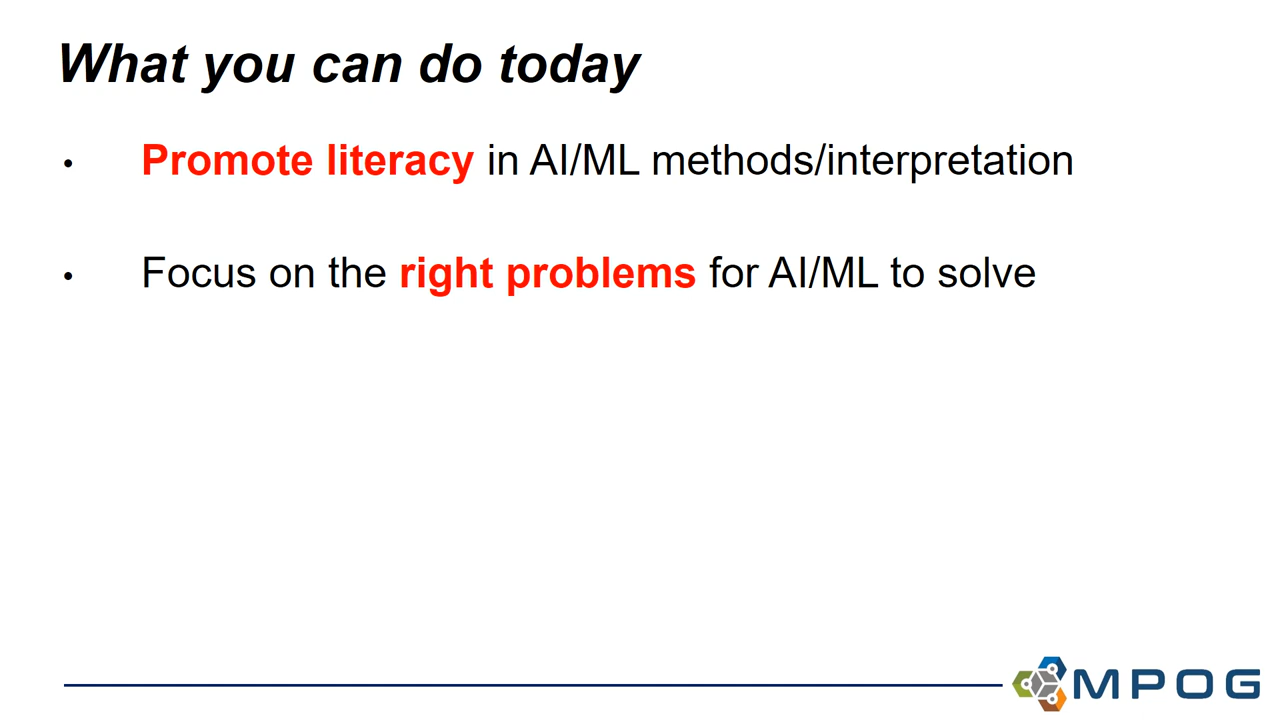 What you can do today
• Promote literacy in AI/ML methods/interpretation
• Focus on the right problems for AI/ML to solve
MPOG